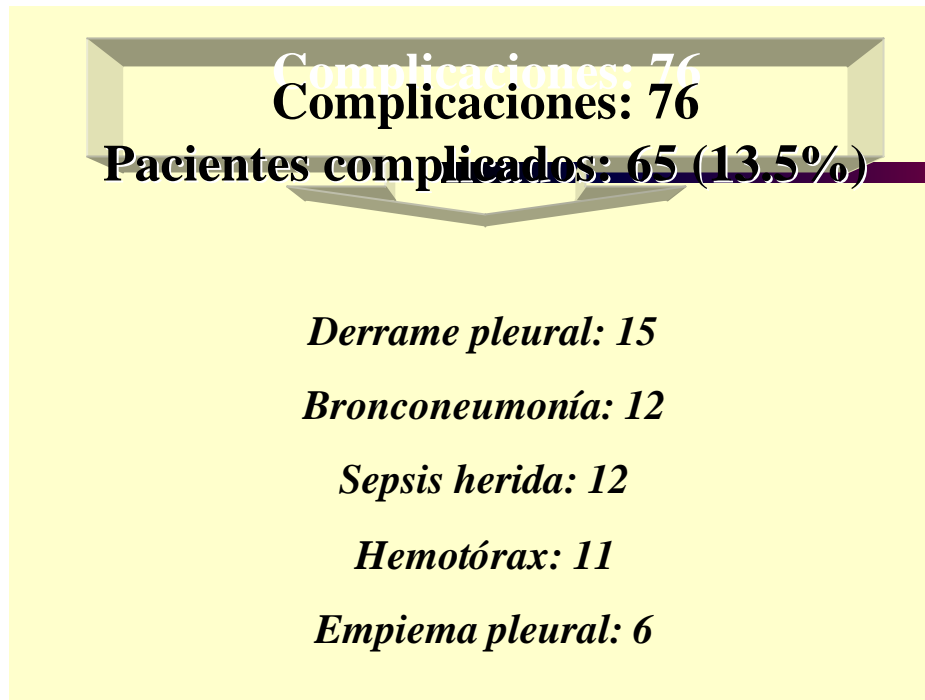 Complicaciones: 76
Pacientes complicados: 65 (13.5%)
Derrame pleural: 15
Bronconeumonía: 12
Sepsis herida: 12
Hemotórax: 11
Empiema pleural: 6